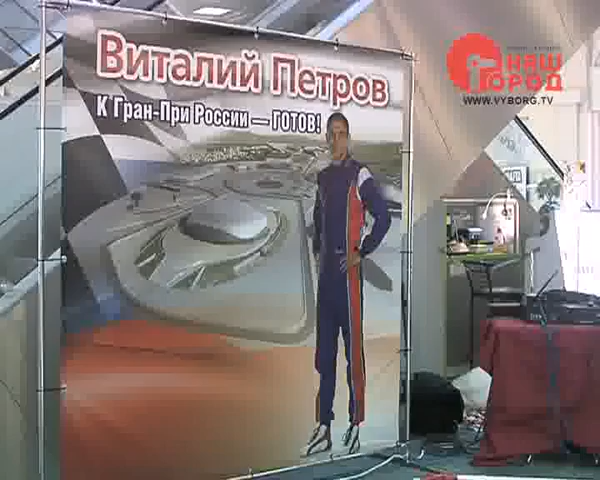 Виталий Петров
К Гран-При России — ГОТОВ!
наш
город
WWW.VYBORG.TV